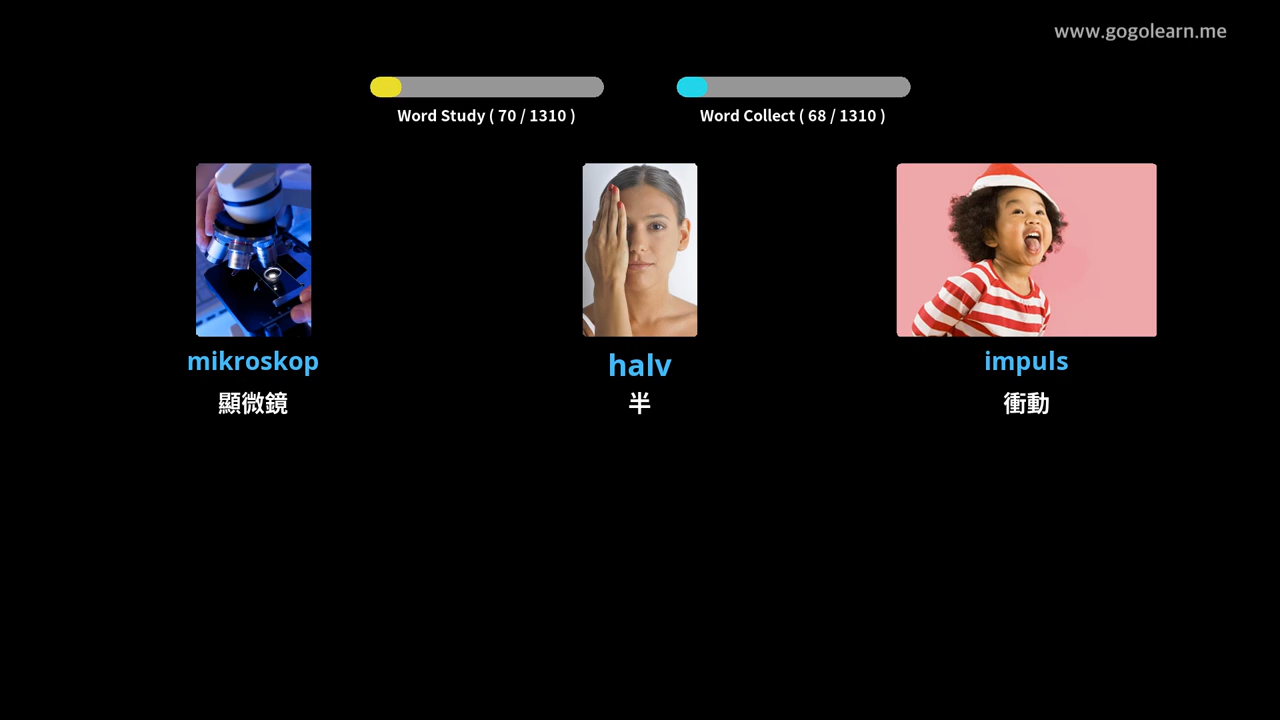 www.gogolearn.me
Word Study ( 70 / 1310 )
Word Collect ( 68 / 1310 )
mikroskop
halv
impuls
顯微鏡
半
衝動